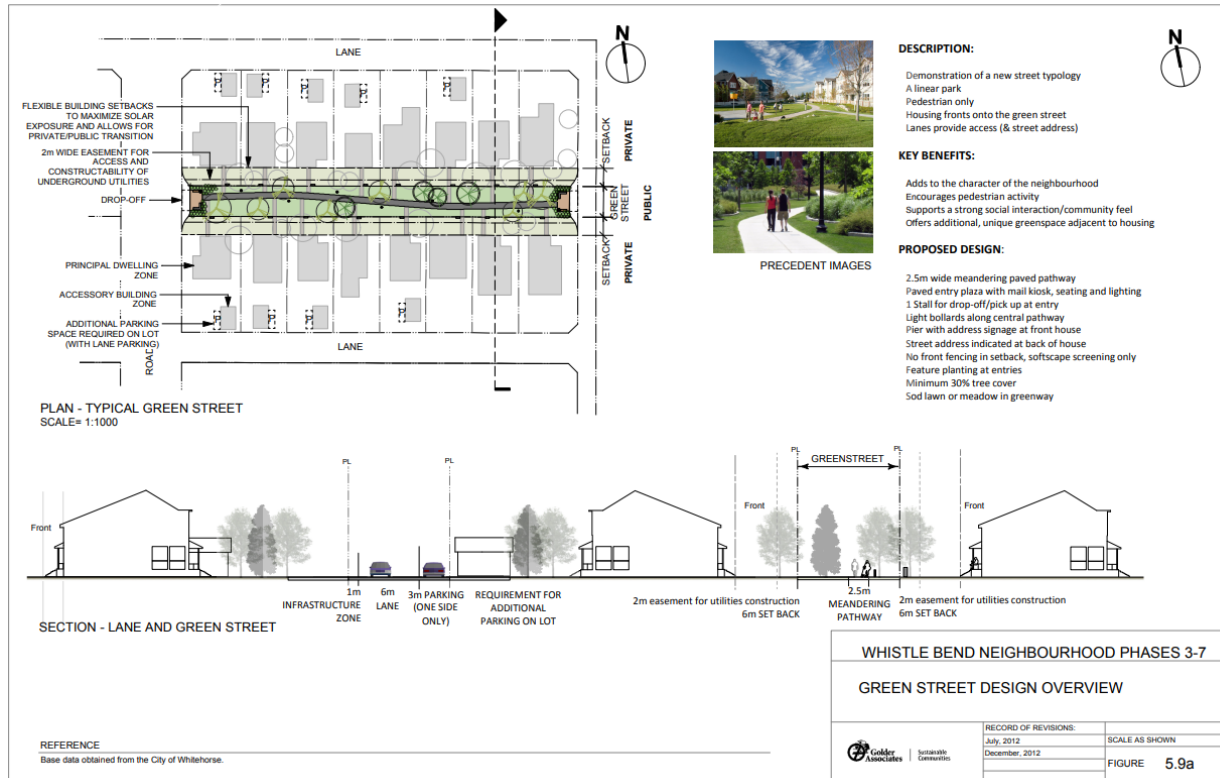 LANE
N
FLEXIBLE BUILDING SETBACKS
TO MAXIMIZE SOLAR
EXPOSURE AND ALLOWS FOR
PRIVATE/PUBLIC TRANSITION
2m WIDE EASEMENT FOR
ACCESS AND
CONSTRUCTABILITY OF
UNDERGROUND UTILITIES
DROP-OFF
PRINCIPAL DWELLING
ZONE
ACCESSORY BUILDING
ZONE
ADDITIONAL PARKING
SPACE REQUIRED ON LOT
(WITH LANE PARKING)
ROAD
LANE
SETBACK
PRIVATE
GREEN
STREET
PUBLIC
SETBACK
PRIVATE
PLAN - TYPICAL GREEN STREET
SCALE= 1:1000
PRECEDENT IMAGES
N
DESCRIPTION:
Demonstration of a new street typology
A linear park
Pedestrian only
Housing fronts onto the green street
Lanes provide access (& street address)
KEY BENEFITS:
Adds to the character of the neighbourhood
Encourages pedestrian activity
Supports a strong social interaction/community feel
Offers additional, unique greenspace adjacent to housing
PROPOSED DESIGN:
2.5m wide meandering paved pathway
Paved entry plaza with mail kiosk, seating and lighting
1 Stall for drop-off/pick up at entry
Light bollards along central pathway
Pier with address signage at front house
Street address indicated at back of house
No front fencing in setback, softscape screening only
Feature planting at entries
Minimum 30% tree cover
Sod lawn or meadow in greenway
PL
PL
PL
PL
GREENSTREET
Front
Front
Front
1m
INFRASTRUCTURE
ZONE
6m
LANE
3m PARKING
(ONE SIDE
ONLY)
REQUIREMENT FOR
ADDITIONAL
PARKING ON LOT
2m easement for utilities construction
6m SET BACK
2.5m
MEANDERING
PATHWAY
2m easement for utilities construction
6m SET BACK
SECTION - LANE AND GREEN STREET
WHISTLE BEND NEIGHBOURHOOD PHASES 3-7
GREEN STREET DESIGN OVERVIEW
Golder
Associates
Sustainable
Communities
RECORD OF REVISIONS:
July, 2012
December, 2012
SCALE AS SHOWN
FIGURE 5.9a
REFERENCE
Base data obtained from the City of Whitehorse.